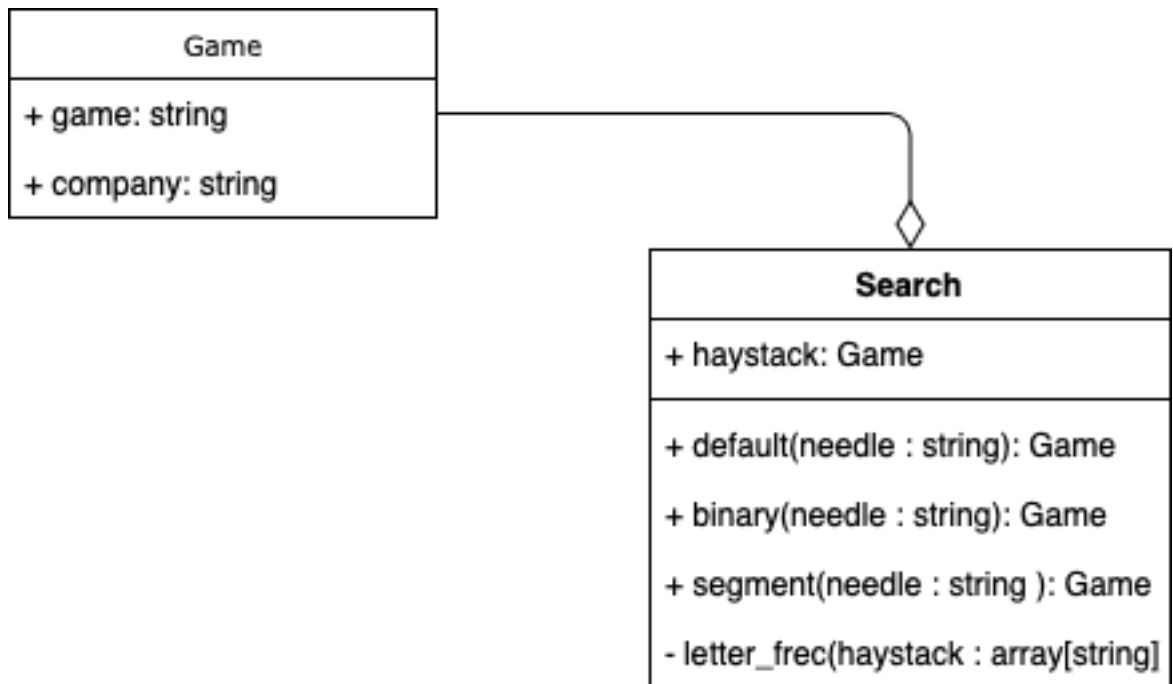 Game
+ game: string
+ company: string
Search
+ haystack: Game
+ default(needle : string): Game
+ binary(needle : string): Game
+ segment(needle : string ): Game
- letter_frec(haystack : array[string]